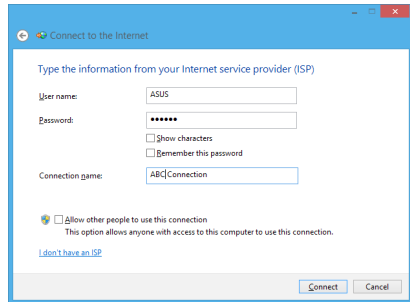 Connect to the Internet
Type the information from your Internet service provider (ISP)
User name: ASUS
Password: ●●●●●●
Show characters
Remember this password
Connection name: ABC Connection
Allow other people to use this connection
This option allows anyone with access to this computer to use this connection.
I don't have an ISP
Connect Cancel